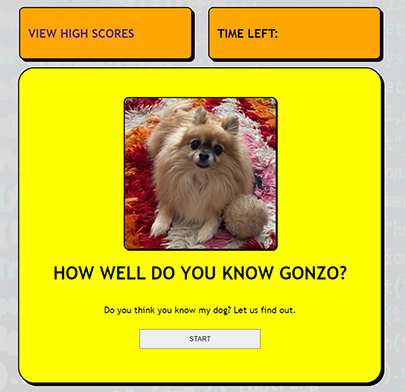 VIEW HIGH SCORES
TIME LEFT:
HOW WELL DO YOU KNOW GONZO?
Do you think you know my dog? Let us find out.
START